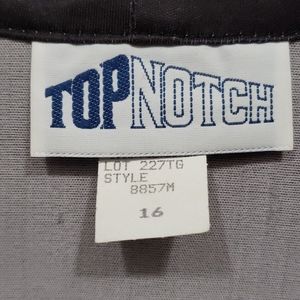 TOPNOTCH
LOT 227TG
STYLE
8857M
16